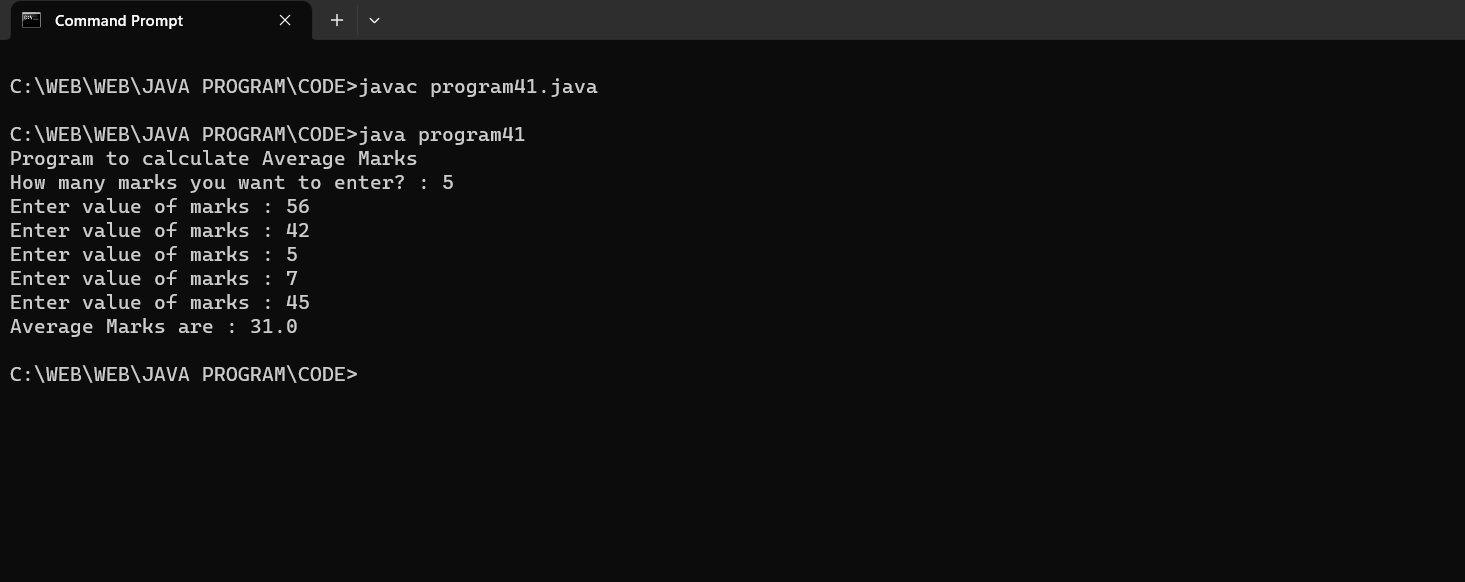 Command Prompt
C:\WEB\WEB\JAVA PROGRAM\CODE>javac program41.java
C:\WEB\WEB\JAVA PROGRAM\CODE>java program41
Program to calculate Average Marks
How many marks you want to enter? : 5
Enter value of marks : 56
Enter value of marks : 42
Enter value of marks : 5
Enter value of marks : 7
Enter value of marks : 45
Average Marks are : 31.0
C:\WEB\WEB\JAVA PROGRAM\CODE>